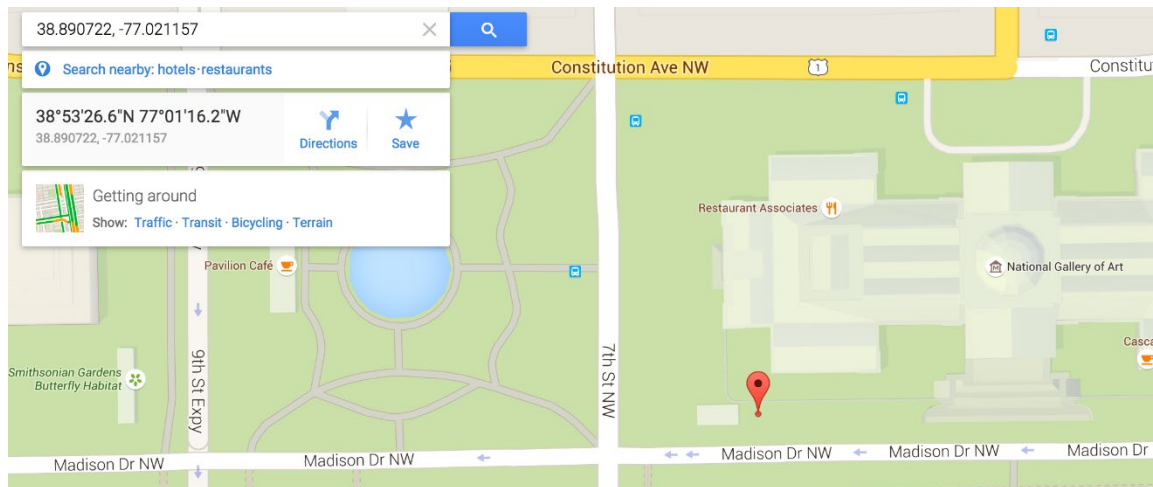 38.890722, -77.021157
Search nearby: hotels·restaurants
38°53'26.6"N 77°01'16.2"W
38.890722, -77.021157
Directions
Save
Getting around
Show: Traffic · Transit · Bicycling · Terrain
Constitution Ave NW
1
Constitu
Restaurant Associates
Pavilion Café
National Gallery of Art
Casca
Smithsonian Gardens
Butterfly Habitat
9th St Expy
7th St NW
Madison Dr NW
Madison Dr NW
Madison Dr NW
Madison Dr NW
Madison Dr